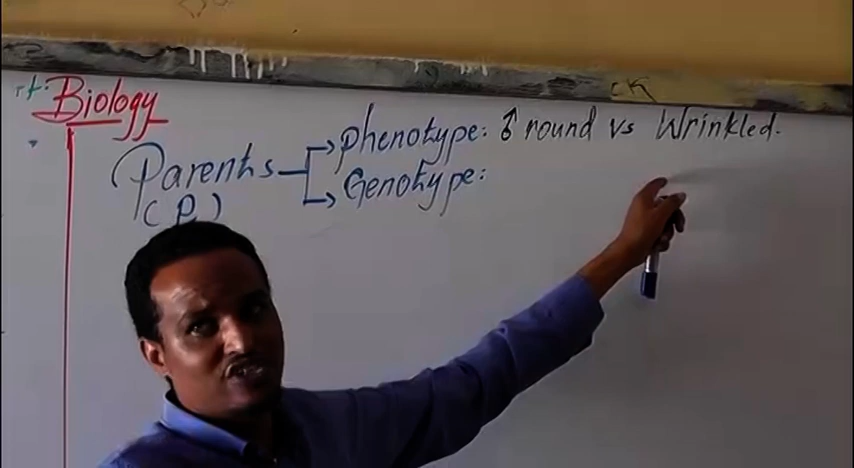 Biology
Parents
(P)
Phenotype: ♂ round vs Wrinkled.
Genotype: